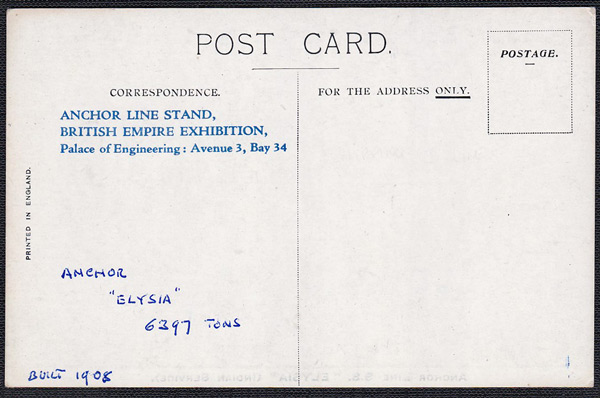 POST CARD.
POSTAGE.
CORRESPONDENCE.
FOR THE ADDRESS ONLY.
ANCHOR LINE STAND,
BRITISH EMPIRE EXHIBITION,
Palace of Engineering: Avenue 3, Bay 34
PRINTED IN ENGLAND.
ANCHOR
"ELYSIA"
6397 TONS
BUILT 1908